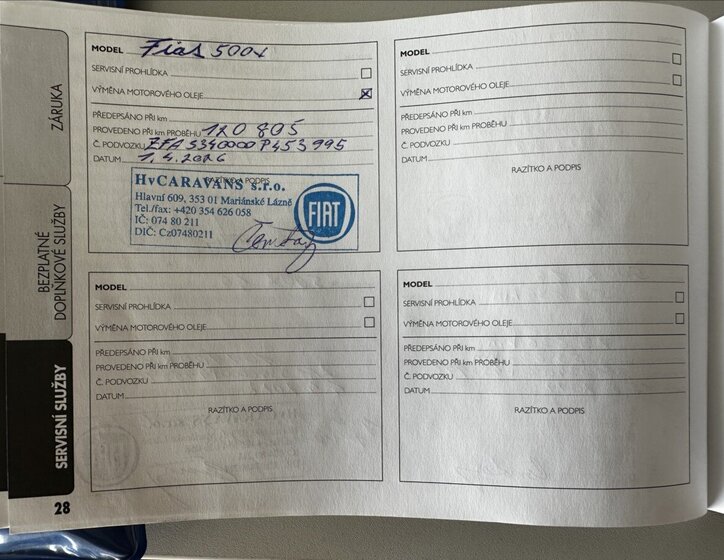 ZÁRUKA
BEZPLATNÉ
DOPLŇKOVÉ SLUŽBY
SERVISNÍ SLUŽBY
MODEL Fiat 500X
SERVISNÍ PROHLÍDKA
VÝMĚNA MOTOROVÉHO OLEJE
PŘEDEPSÁNO PŘI km
PROVEDENO PŘI km PROBĚHU 120 805
Č. PODVOZKU ZFA3340000P453995
DATUM 1.4.2026
RAZÍTKO A PODPIS
HvCARAVANS s.r.o.
Hlavní 609, 353 01 Mariánské Lázně
Tel./fax: +420 354 626 058
IČ: 074 80 211
DIČ: Cz07480211
FIAT
MODEL
SERVISNÍ PROHLÍDKA
VÝMĚNA MOTOROVÉHO OLEJE
PŘEDEPSÁNO PŘI km
PROVEDENO PŘI km PROBĚHU
Č. PODVOZKU
DATUM
RAZÍTKO A PODPIS
MODEL
SERVISNÍ PROHLÍDKA
VÝMĚNA MOTOROVÉHO OLEJE
PŘEDEPSÁNO PŘI km
PROVEDENO PŘI km PROBĚHU
Č. PODVOZKU
DATUM
RAZÍTKO A PODPIS
MODEL
SERVISNÍ PROHLÍDKA
VÝMĚNA MOTOROVÉHO OLEJE
PŘEDEPSÁNO PŘI km
PROVEDENO PŘI km PROBĚHU
Č. PODVOZKU
DATUM
RAZÍTKO A PODPIS
28